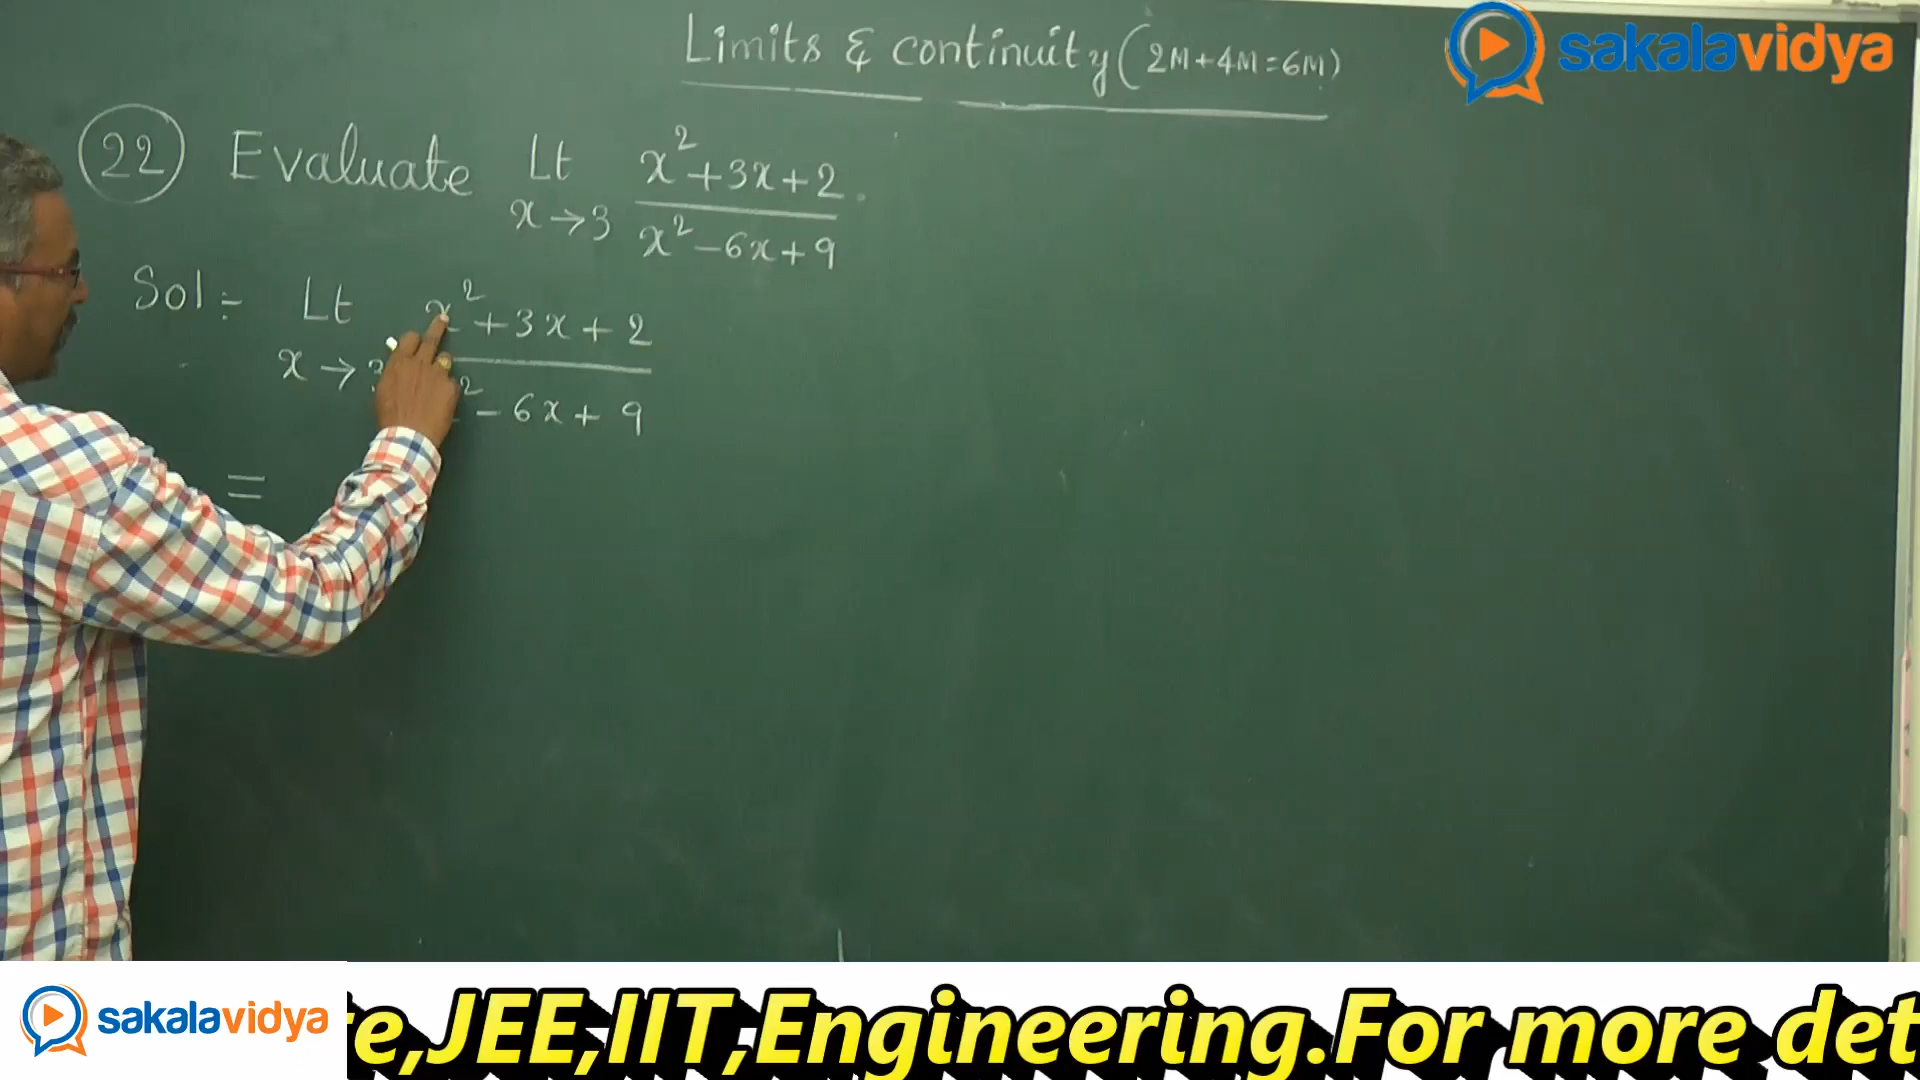 Limits & continuity (2M+4M=6M)
sakalavidya
22 Evaluate Lt x→3 x²+3x+2 / x²-6x+9.
Sol:- Lt x→3 x²+3x+2 / x²-6x+9
=
sakalavidya
e,JEE,IIT,Engineering.For more det